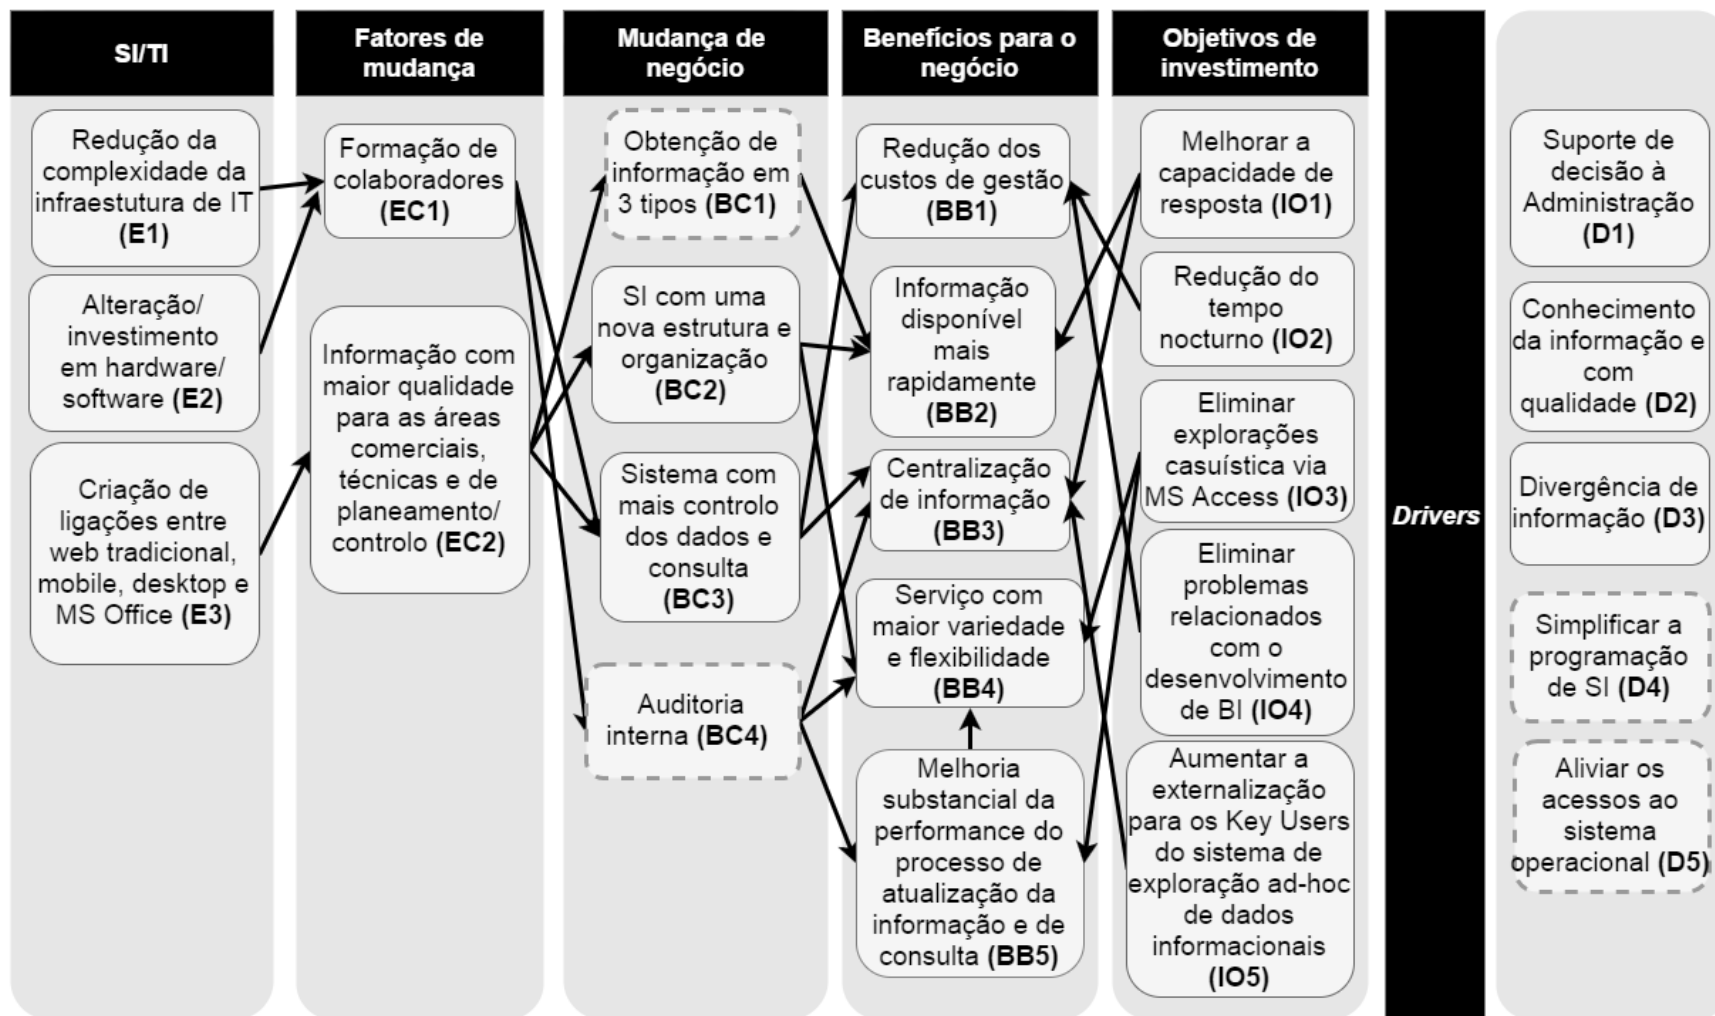 SI/TI
Redução da
complexidade da
infraestutura de IT
(E1)
Alteração/
investimento
em hardware/
software (E2)
Criação de
ligações entre
web tradicional,
mobile, desktop e
MS Office (E3)
Fatores de
mudança
Formação de
colaboradores
(EC1)
Informação com
maior qualidade
para as áreas
comerciais,
técnicas e de
planeamento/
controlo (EC2)
Mudança de
negócio
Obtenção de
informação em
3 tipos (BC1)
SI com uma
nova estrutura e
organização
(BC2)
Sistema com
mais controlo
dos dados e
consulta
(BC3)
Auditoria
interna (BC4)
Benefícios para o
negócio
Redução dos
custos de gestão
(BB1)
Informação
disponível
mais
rapidamente
(BB2)
Centralização
de informação
(BB3)
Serviço com
maior variedade
e flexibilidade
(BB4)
Melhoria
substancial da
performance do
processo de
atualização da
informação e de
consulta (BB5)
Objetivos de
investimento
Melhorar a
capacidade de
resposta (IO1)
Redução do
tempo
nocturno (IO2)
Eliminar
explorações
casuística via
MS Access (IO3)
Eliminar
problemas
relacionados
com o
desenvolvimento
de BI (IO4)
Aumentar a
externalização
para os Key Users
do sistema de
exploração ad-hoc
de dados
informacionais
(IO5)
Drivers
Suporte de
decisão à
Administração
(D1)
Conhecimento
da informação e
com
qualidade (D2)
Divergência de
informação (D3)
Simplificar a
programação
de SI (D4)
Aliviar os
acessos ao
sistema
operacional (D5)